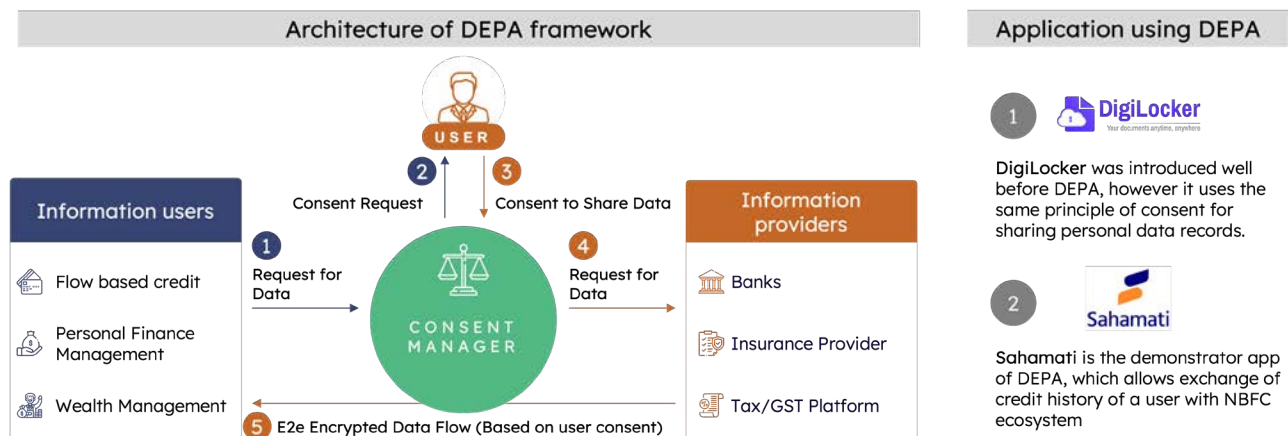 Architecture of DEPA framework
USER
2
3
Consent Request
Consent to Share Data
Information users
Flow based credit
Personal Finance
Management
Wealth Management
1
Request for
Data
CONSENT
MANAGER
4
Request for
Data
Information
providers
Banks
Insurance Provider
Tax/GST Platform
5 E2e Encrypted Data Flow (Based on user consent)
Application using DEPA
1
DigiLocker
Your documents anytime, anywhere
DigiLocker was introduced well
before DEPA, however it uses the
same principle of consent for
sharing personal data records.
2
Sahamati
Sahamati is the demonstrator app
of DEPA, which allows exchange of
credit history of a user with NBFC
ecosystem